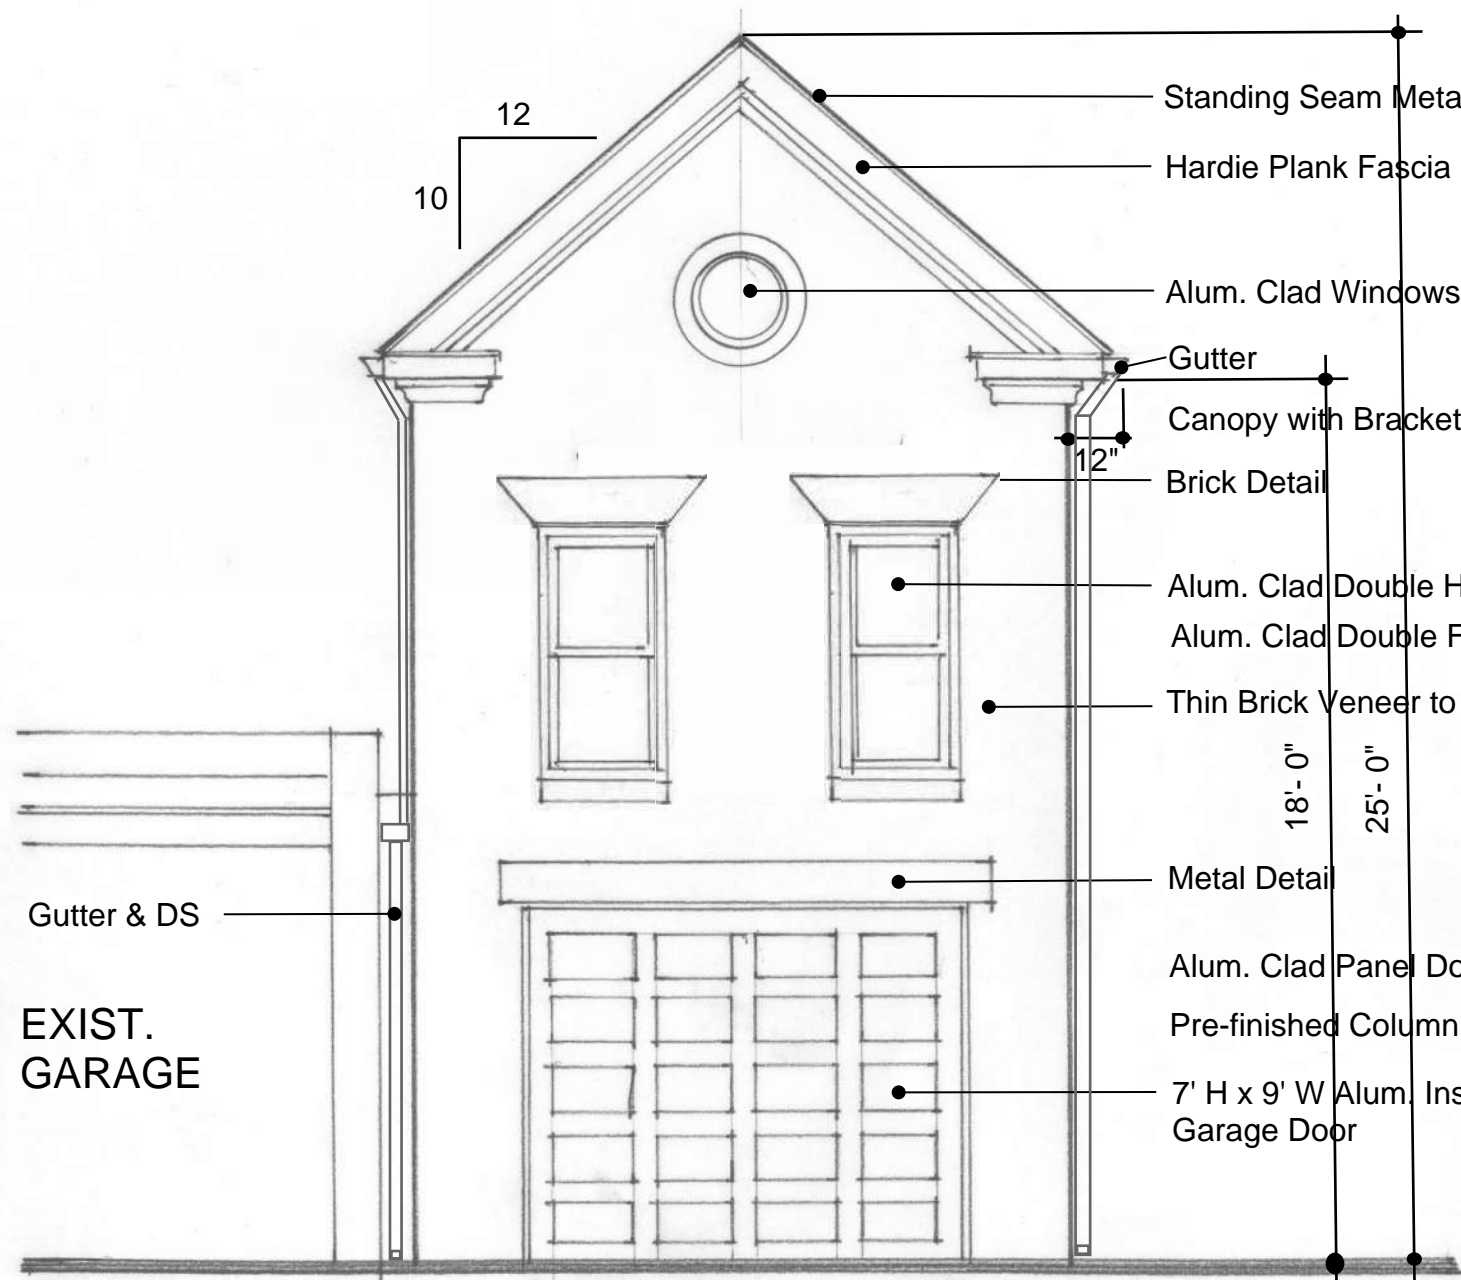 12
10
Standing Seam Meta
Hardie Plank Fascia
Alum. Clad Windows
Gutter
Canopy with Bracket
12"
Brick Detail
Alum. Clad Double H
Alum. Clad Double F
Thin Brick Veneer to
18'- 0"
25'- 0"
Metal Detail
Gutter & DS
Alum. Clad Panel Do
EXIST.
GARAGE
Pre-finished Column
7' H x 9' W Alum. Ins
Garage Door